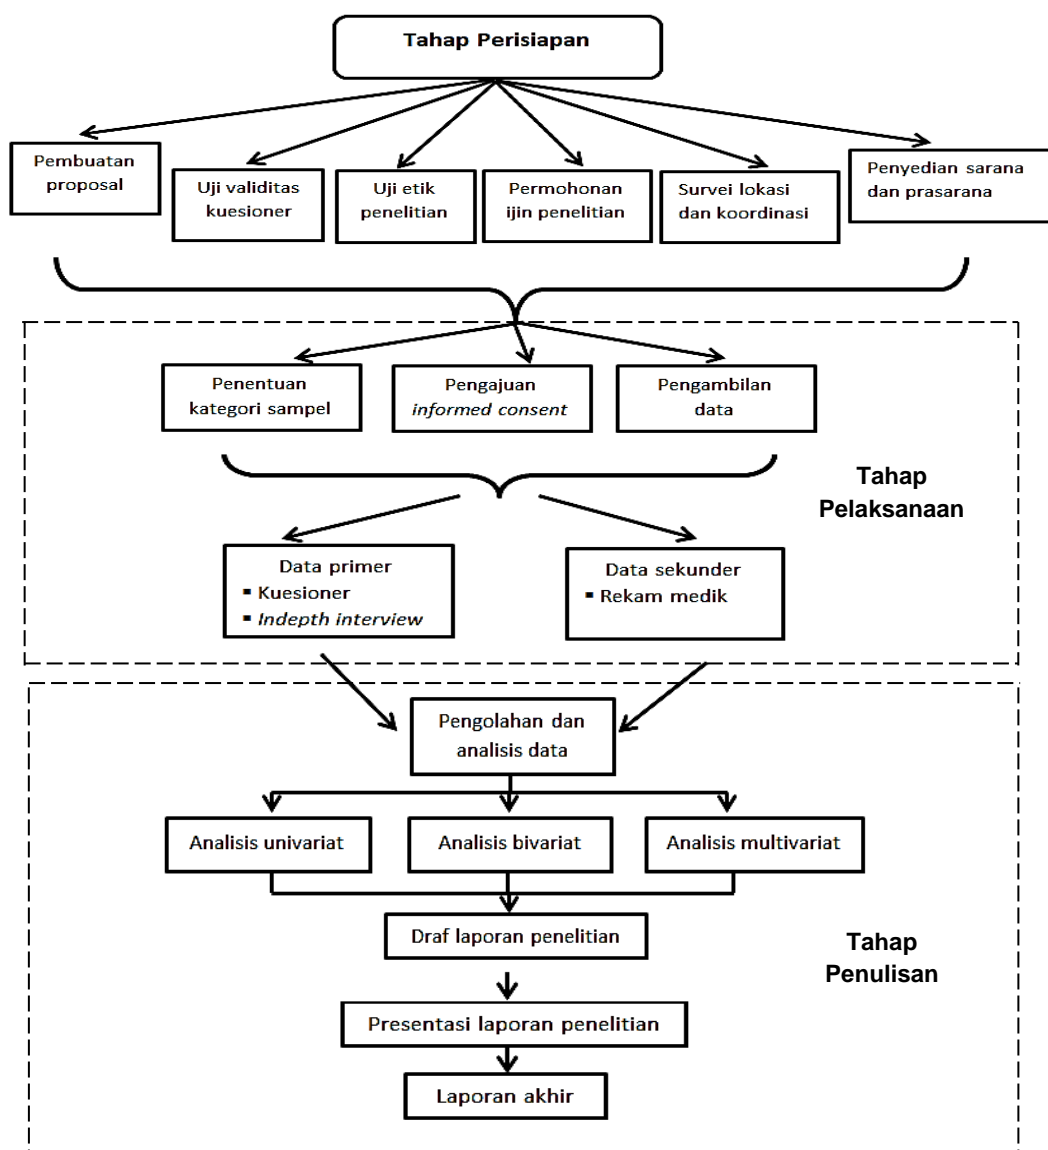 Tahap Perisiapan
Pembuatan
proposal
Uji validitas
kuesioner
Uji etik
penelitian
Permohonan
ijin penelitian
Survei lokasi
dan koordinasi
Penyedian sarana
dan prasarana
Penentuan
kategori sampel
Pengajuan
informed consent
Pengambilan
data
Tahap
Pelaksanaan
Data primer
▪ Kuesioner
▪ Indepth interview
Data sekunder
▪ Rekam medik
Pengolahan dan
analisis data
Analisis univariat
Analisis bivariat
Analisis multivariat
Draf laporan penelitian
Tahap
Penulisan
Presentasi laporan penelitian
Laporan akhir